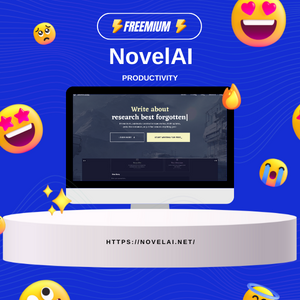 FREEMIUM
NovelAI
PRODUCTIVITY
Write about
research best forgotten|
HTTPS://NOVELAI.NET/